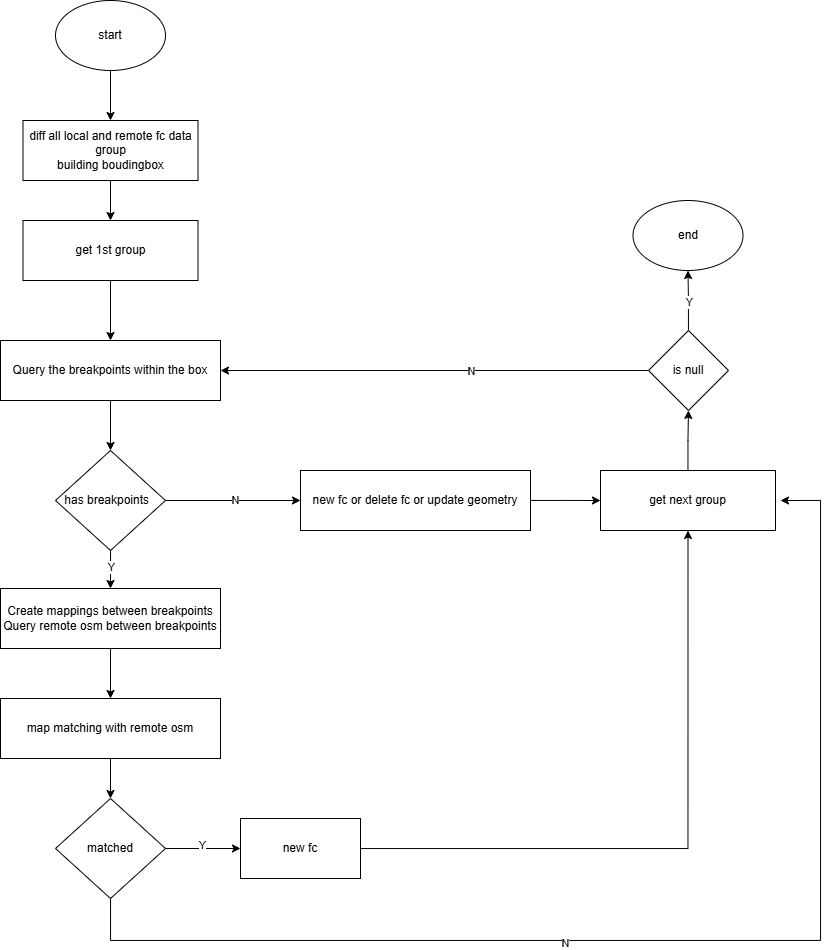 start
diff all local and remote fc data
group
building boudingbox
get 1st group
end
Y
Query the breakpoints within the box
N
is null
has breakpoints
N
new fc or delete fc or update geometry
get next group
Y
Create mappings between breakpoints
Query remote osm between breakpoints
map matching with remote osm
matched
Y
new fc
N